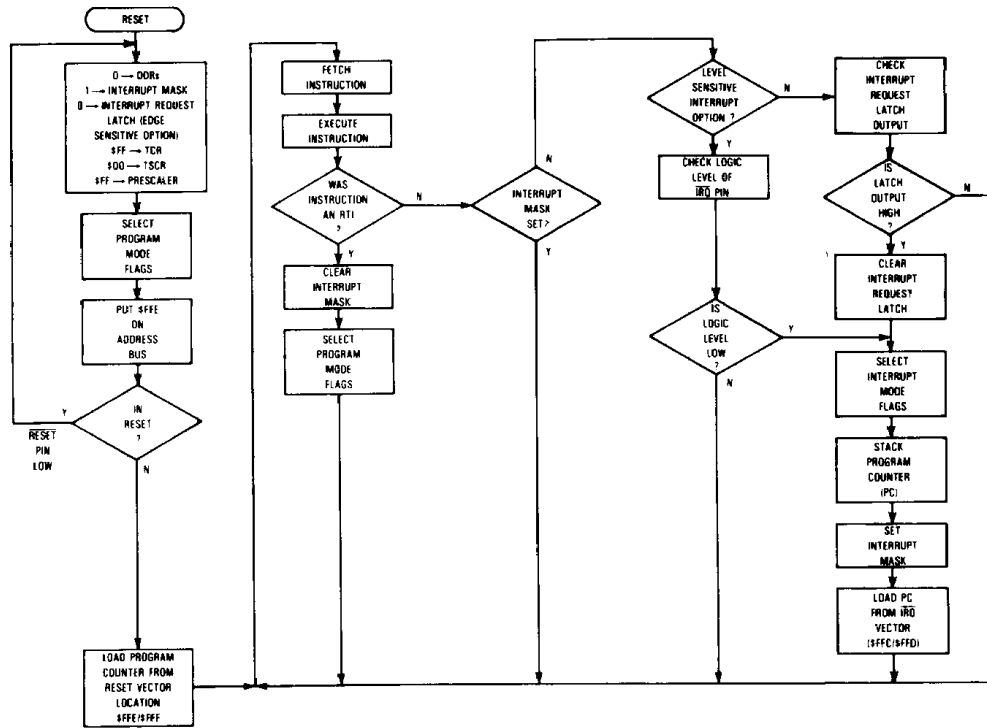 RESET
0 → DDRs
1 → INTERRUPT MASK
0 → INTERRUPT REQUEST
LATCH (EDGE
SENSITIVE OPTION)
$FF → TCR
$00 → TSCR
$FF → PRESCALER
SELECT
PROGRAM
MODE
FLAGS
PUT $FFE
ON
ADDRESS
BUS
IN
RESET
?
Y
RESET
PIN
LOW
N
LOAD PROGRAM
COUNTER FROM
RESET VECTOR
LOCATION
$FFE/$FFF
FETCH
INSTRUCTION
EXECUTE
INSTRUCTION
WAS
INSTRUCTION
AN RTI
?
N
Y
CLEAR
INTERRUPT
MASK
SELECT
PROGRAM
MODE
FLAGS
N
INTERRUPT
MASK
SET?
Y
LEVEL
SENSITIVE
INTERRUPT
OPTION ?
N
Y
CHECK LOGIC
LEVEL OF
IRQ PIN
IS
LOGIC
LEVEL
LOW
?
Y
N
CHECK
INTERRUPT
REQUEST
LATCH
OUTPUT
IS
LATCH
OUTPUT
HIGH
?
N
Y
CLEAR
INTERRUPT
REQUEST
LATCH
SELECT
INTERRUPT
MODE
FLAGS
STACK
PROGRAM
COUNTER
(PC)
SET
INTERRUPT
MASK
LOAD PC
FROM IRQ
VECTOR
($FFC/$FFD)